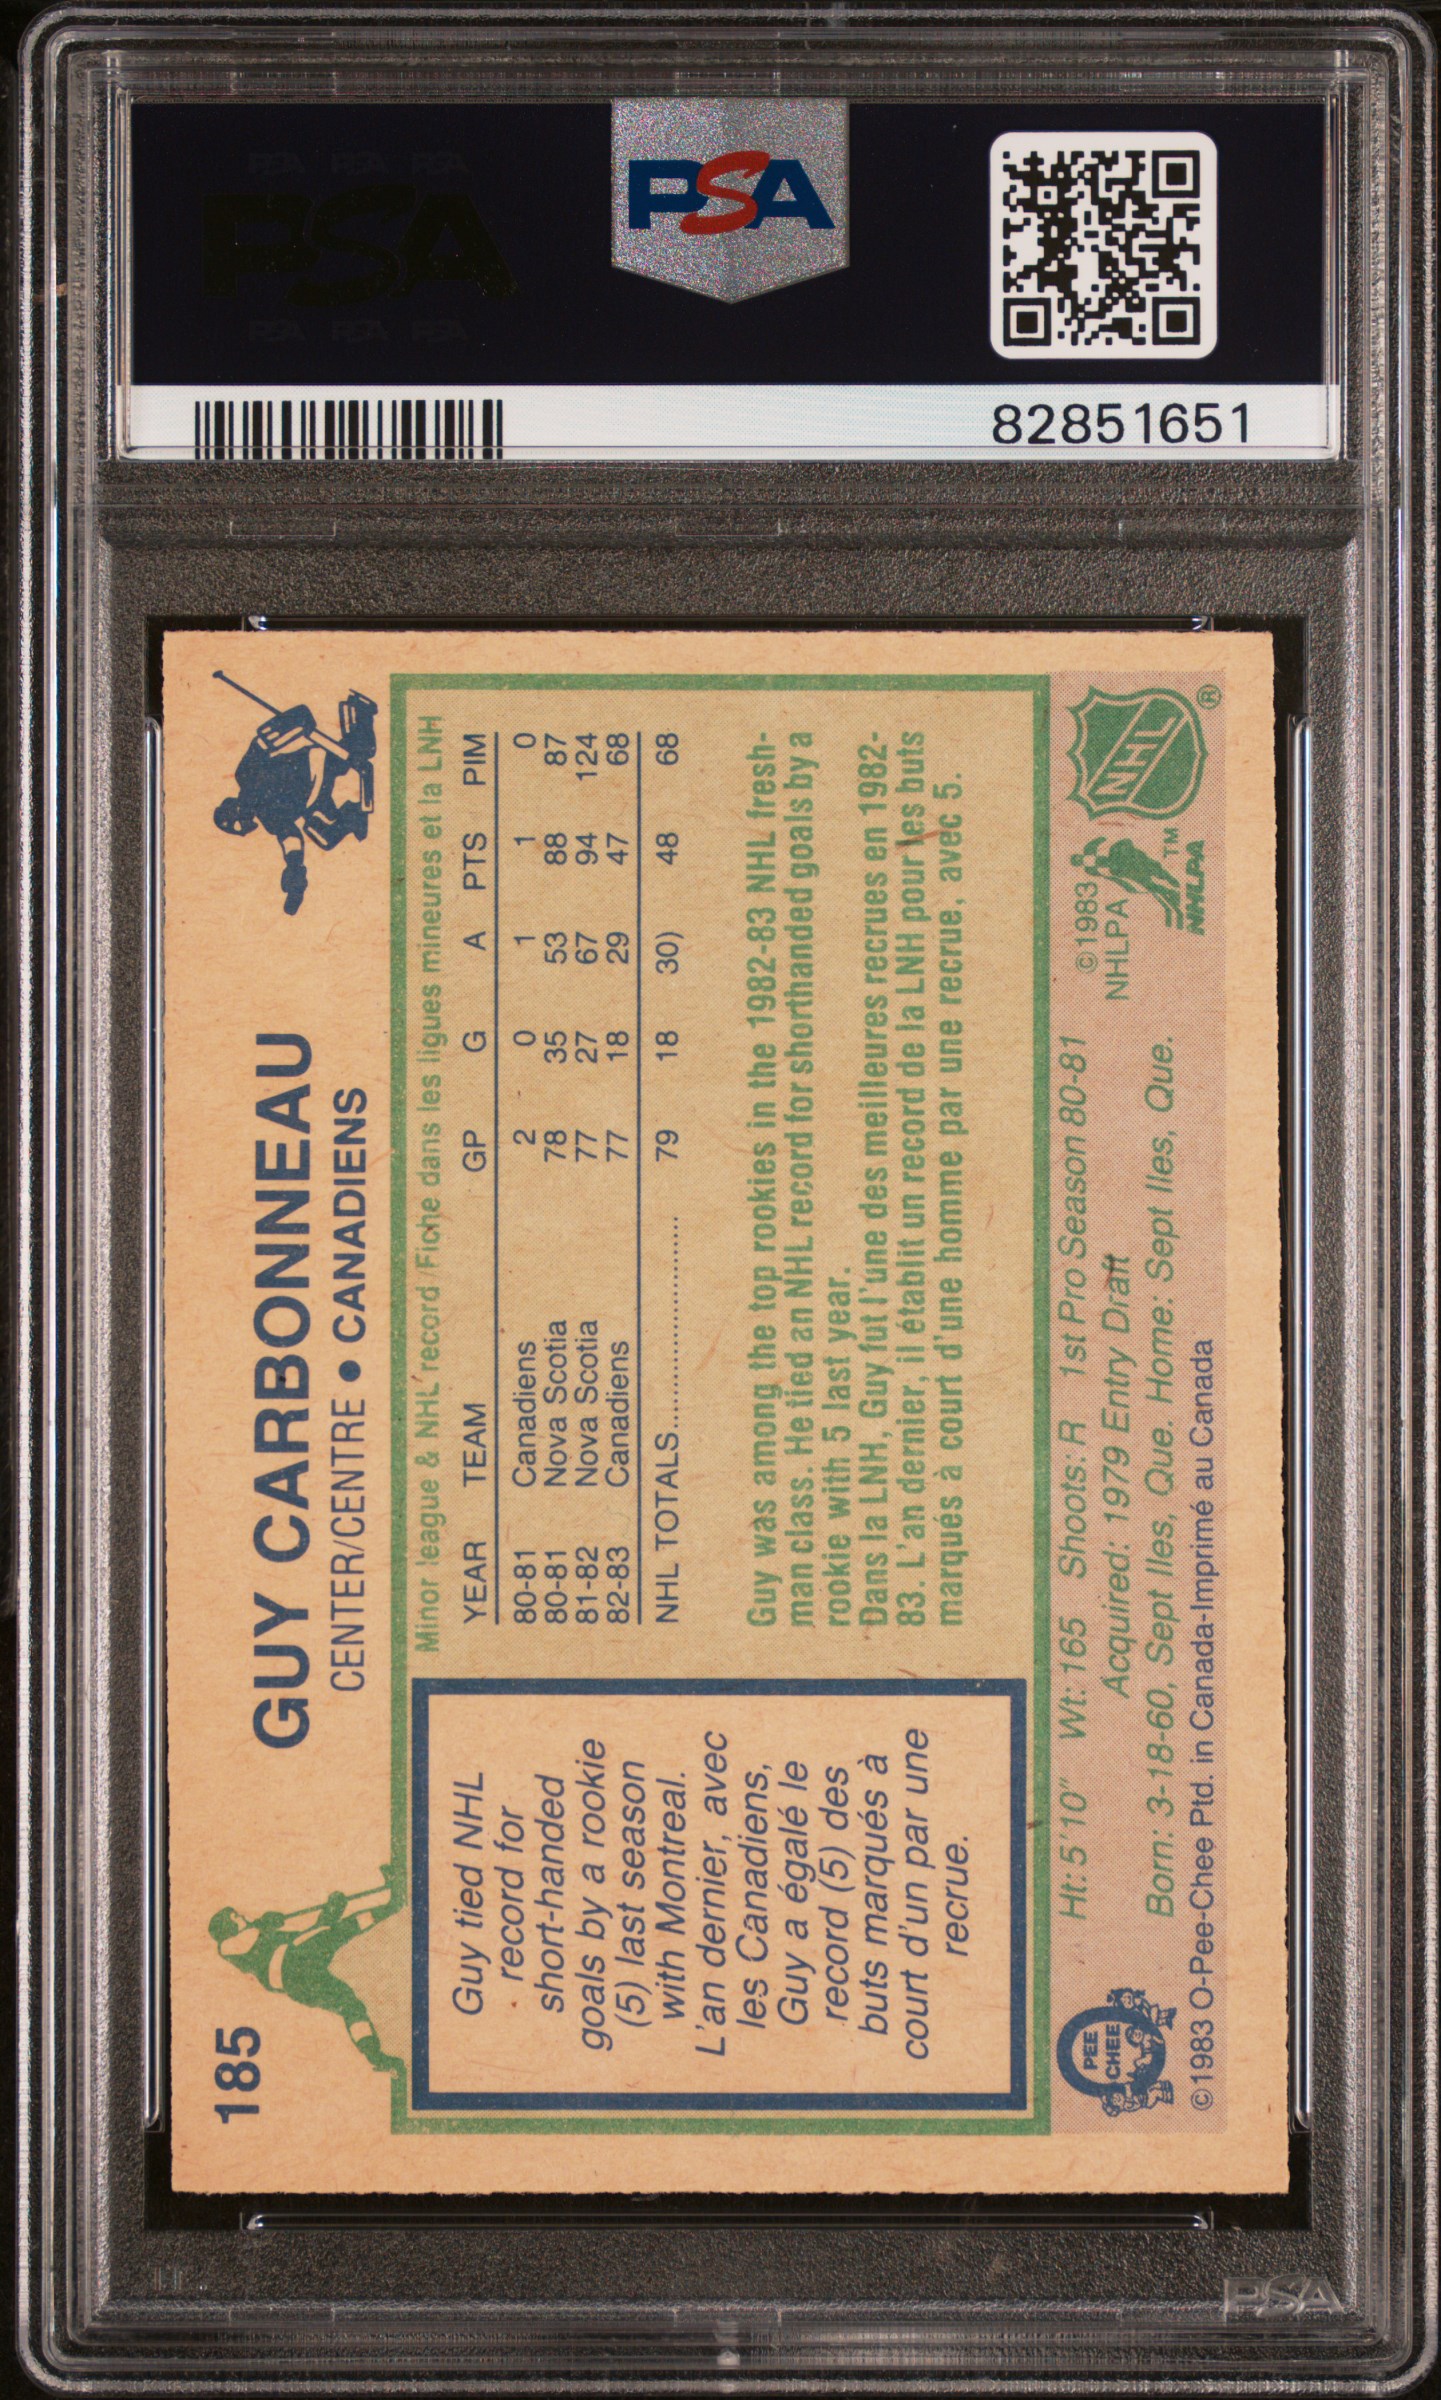 PSA
82851651
185
GUY CARBONNEAU
CENTER/CENTRE • CANADIENS
Minor league & NHL record/Fiche dans les ligues mineures et la LNH
YEAR TEAM GP G A PTS PIM
80-81 Canadiens 2 0 1 1 0
80-81 Nova Scotia 78 35 53 88 87
81-82 Nova Scotia 77 27 67 94 124
82-83 Canadiens 77 18 29 47 68
NHL TOTALS.................... 79 18 30) 48 68
Guy was among the top rookies in the 1982-83 NHL fresh-
man class. He tied an NHL record for shorthanded goals by a
rookie with 5 last year.
Dans la LNH, Guy fut l'une des meilleures recrues en 1982-
83. L'an dernier, il établit un record de la LNH pour les buts
marqués à court d'une homme par une recrue, avec 5.
Guy tied NHL
record for
short-handed
goals by a rookie
(5) last season
with Montreal.
L'an dernier, avec
les Canadiens,
Guy a égalé le
record (5) des
buts marqués à
court d'un par une
recrue.
Ht: 5'10" Wt: 165 Shoots: R 1st Pro Season 80-81
Acquired: 1979 Entry Draft
Born: 3-18-60, Sept Iles, Que. Home: Sept Iles, Que.
©1983 O-Pee-Chee Ptd. in Canada-Imprimé au Canada
O
PEE
CHEE
©1983
NHLPA
TM
NHLPA
NHL
®
PSA